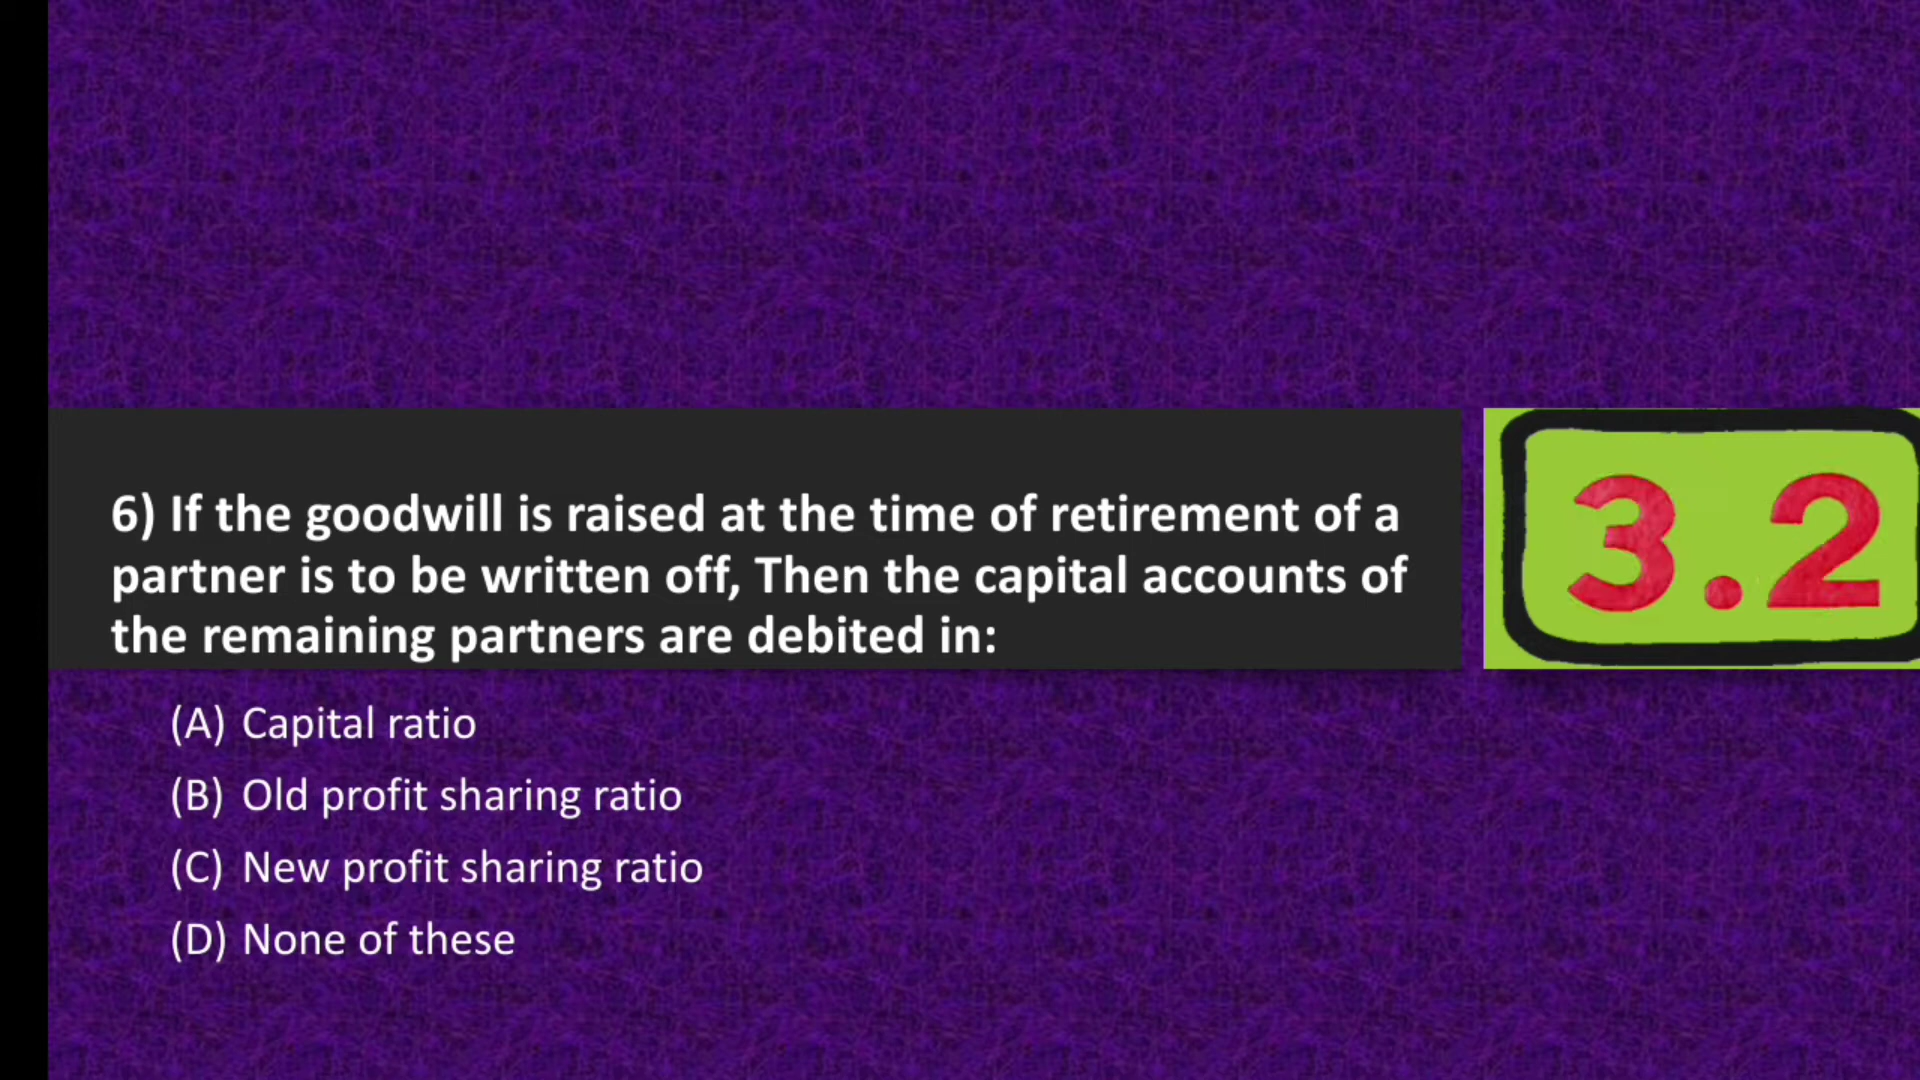 6) If the goodwill is raised at the time of retirement of a
partner is to be written off, Then the capital accounts of
the remaining partners are debited in:
3.2
(A) Capital ratio
(B) Old profit sharing ratio
(C) New profit sharing ratio
(D) None of these